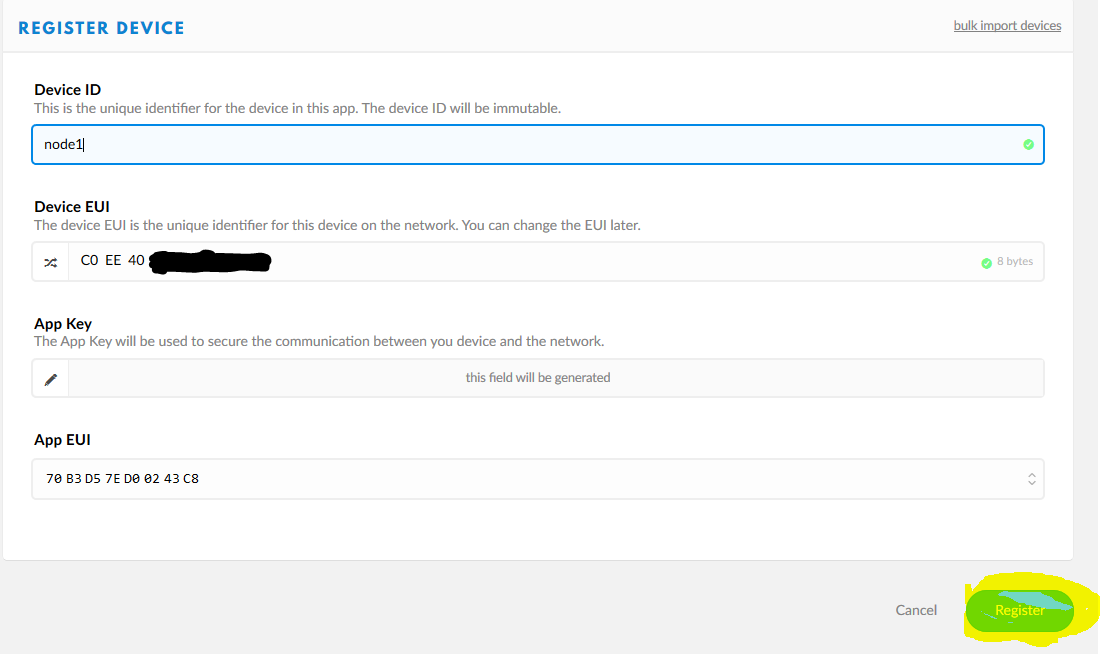 REGISTER DEVICE
bulk import devices
Device ID
This is the unique identifier for the device in this app. The device ID will be immutable.
node1
Device EUI
The device EUI is the unique identifier for this device on the network. You can change the EUI later.
C0 EE 40
8 bytes
App Key
The App Key will be used to secure the communication between you device and the network.
this field will be generated
App EUI
70 B3 D5 7E D0 02 43 C8
Cancel
Register